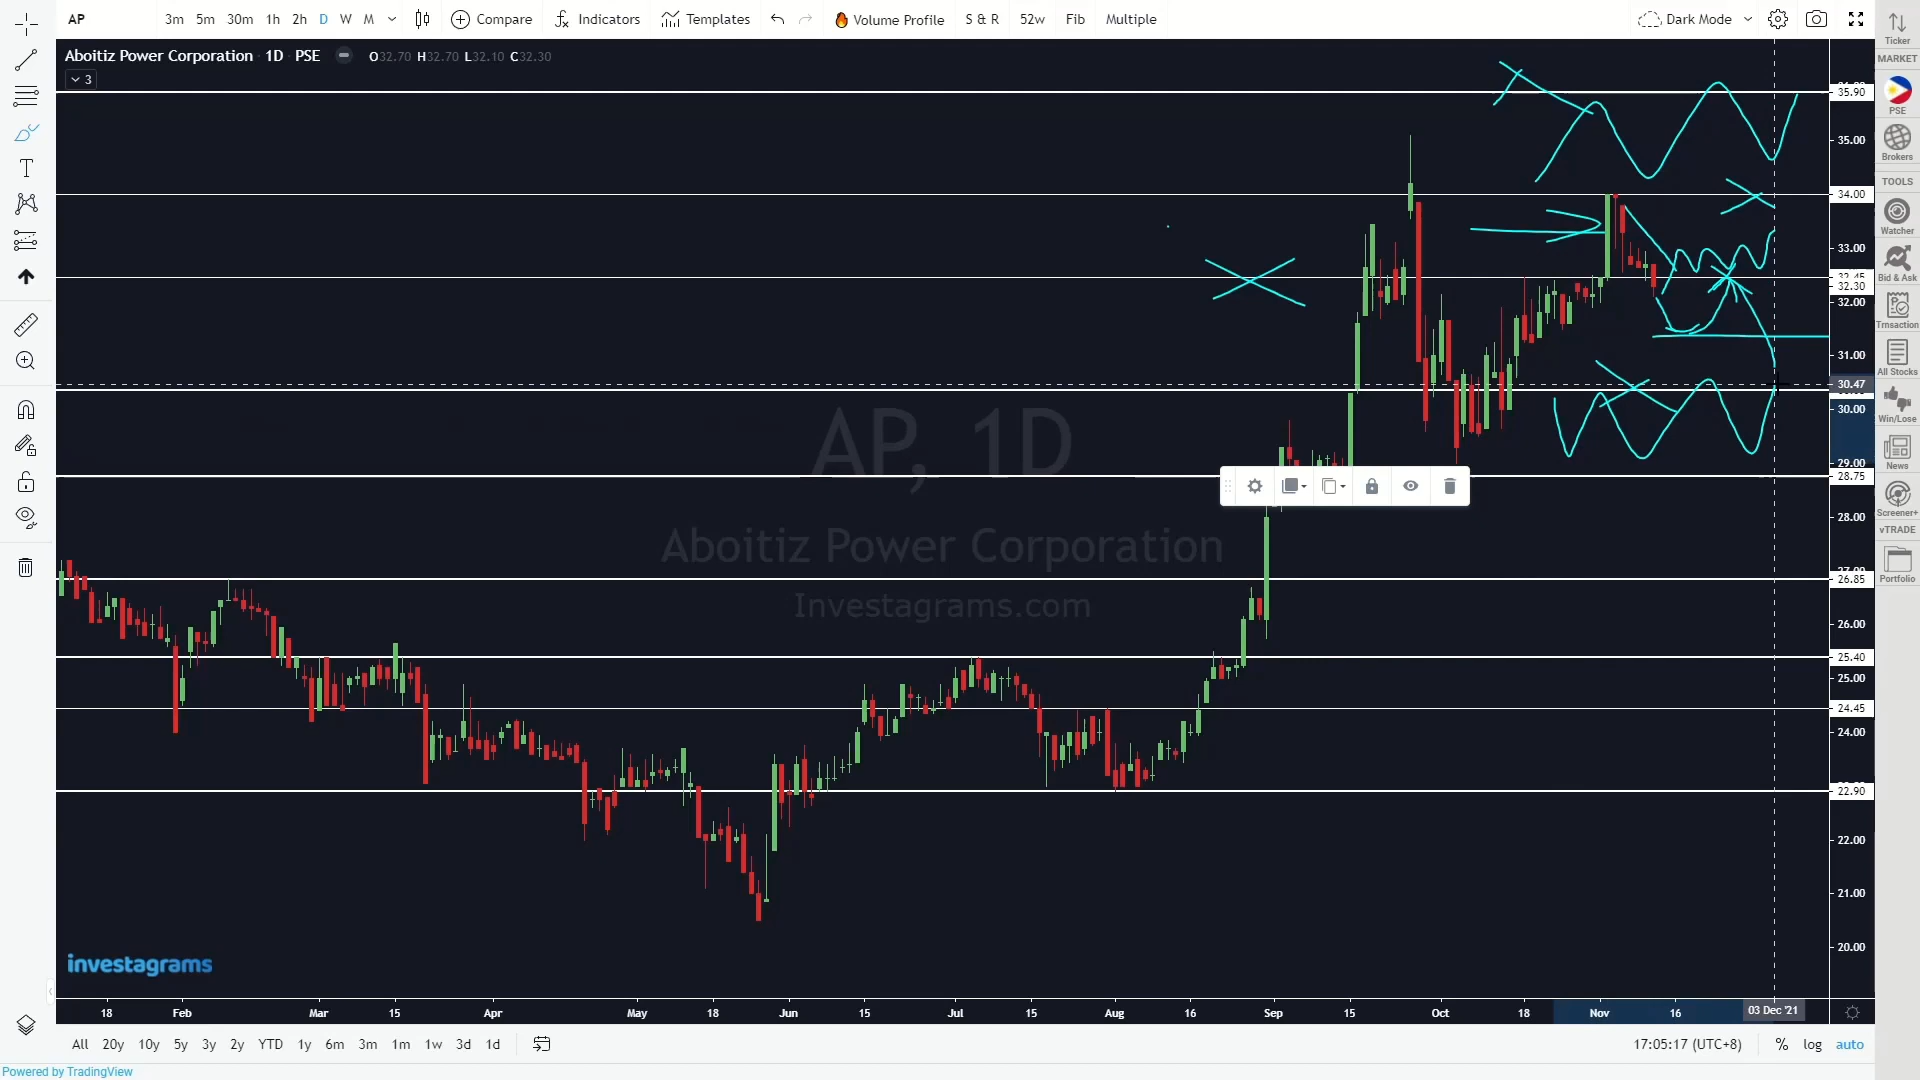 AP 3m 5m 30m 1h 2h D W M Compare Indicators Templates Volume Profile S & R 52w Fib Multiple Dark Mode
Aboitiz Power Corporation 1D PSE O32.70 H32.70 L32.10 C32.30
3
35.90
35.00
34.00
33.00
32.45
32.30
32.00
31.00
30.47
30.00
29.00
28.75
28.00
27.00
26.85
26.00
25.40
25.00
24.45
24.00
22.90
22.00
21.00
20.00
AP, 1D
Aboitiz Power Corporation
Investagrams.com
investagrams
18 Feb Mar 15 Apr May 18 Jun 15 Jul 15 Aug 16 Sep 15 Oct 18 Nov 16 03 Dec '21
All 20y 10y 5y 3y 2y YTD 1y 6m 3m 1m 1w 3d 1d 17:05:17 (UTC+8) % log auto
Powered by TradingView
Ticker
MARKET
PSE
Brokers
TOOLS
Watcher
Bid & Ask
Trnsaction
All Stocks
Win/Lose
News
Screener+
vTRADE
Portfolio